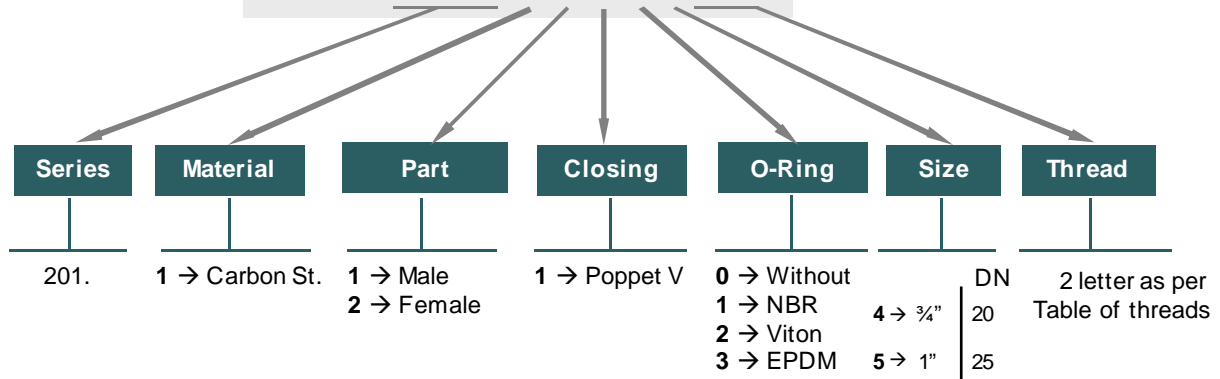 Series Material Part Closing O-Ring Size Thread
201.
1 → Carbon St.
1 → Male
2 → Female
1 → Poppet V
0 → Without
1 → NBR
2 → Viton
3 → EPDM
DN
4 → ¾” 20
5 → 1” 25
2 letter as per
Table of threads